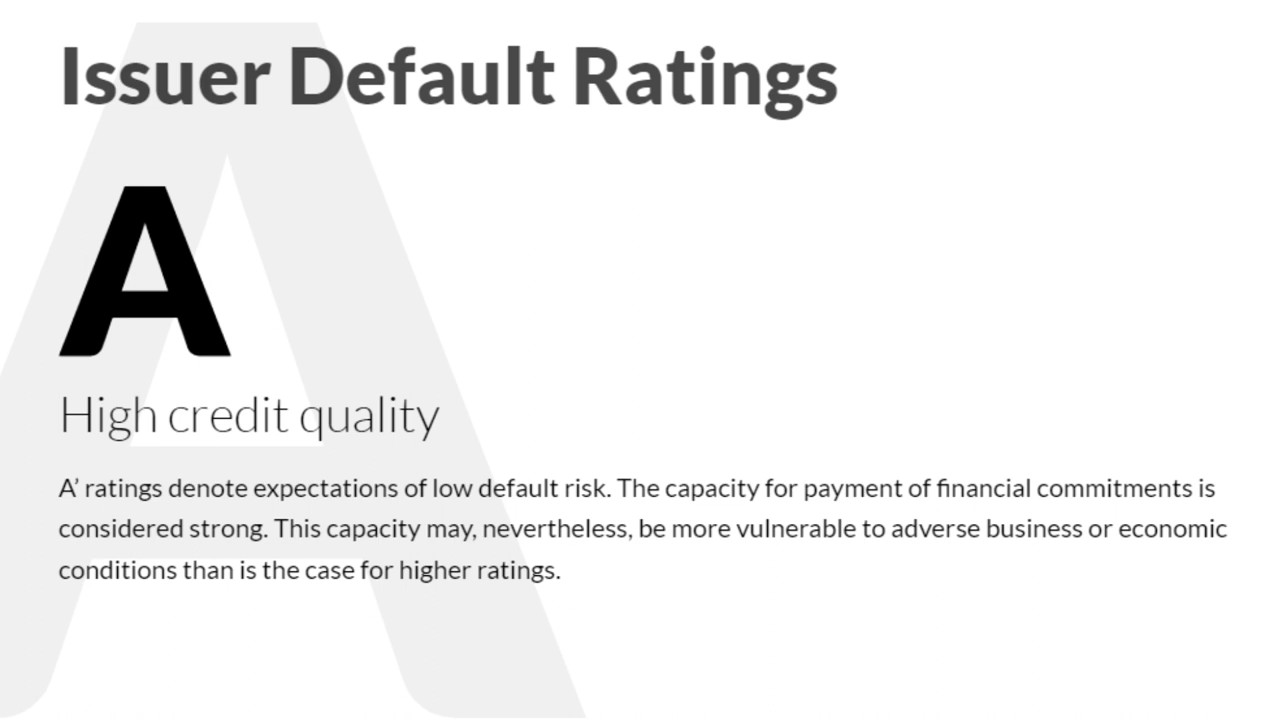 Issuer Default Ratings
A
High credit quality
A’ ratings denote expectations of low default risk. The capacity for payment of financial commitments is
considered strong. This capacity may, nevertheless, be more vulnerable to adverse business or economic
conditions than is the case for higher ratings.